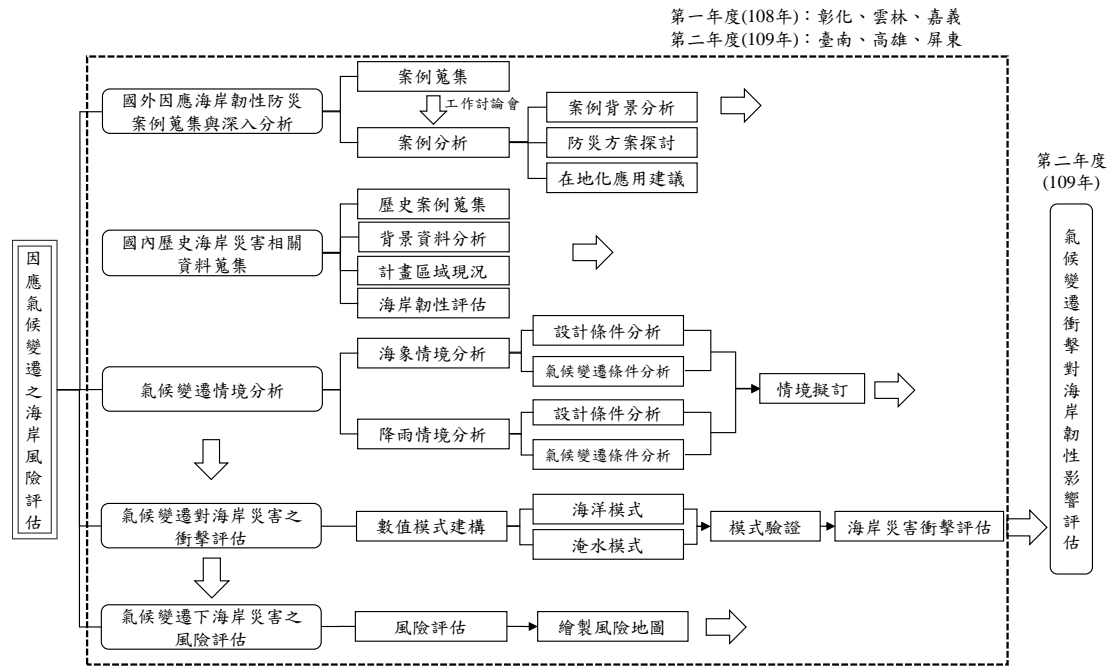 第一年度(108年)：彰化、雲林、嘉義
第二年度(109年)：臺南、高雄、屏東
因應氣候變遷之海岸風險評估
國外因應海岸韌性防災
案例蒐集與深入分析
案例蒐集
工作討論會
案例分析
案例背景分析
防災方案探討
在地化應用建議
國內歷史海岸災害相關
資料蒐集
歷史案例蒐集
背景資料分析
計畫區域現況
海岸韌性評估
氣候變遷情境分析
海象情境分析
設計條件分析
氣候變遷條件分析
降雨情境分析
設計條件分析
氣候變遷條件分析
情境擬訂
氣候變遷對海岸災害之
衝擊評估
數值模式建構
海洋模式
淹水模式
模式驗證
海岸災害衝擊評估
氣候變遷下海岸災害之
風險評估
風險評估
繪製風險地圖
第二年度
(109年)
氣候變遷衝擊對海岸韌性影響評估